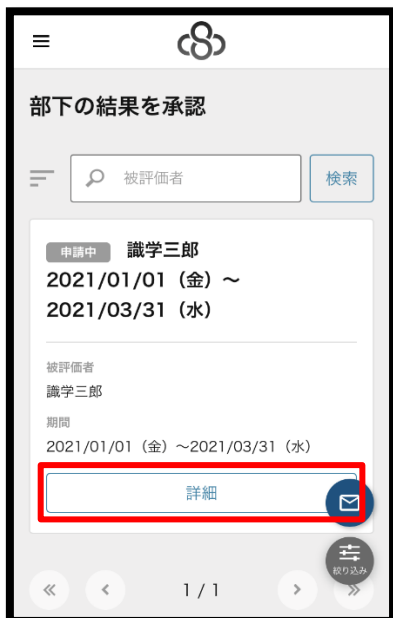 部下の結果を承認
被評価者
検索
申請中 識学三郎
2021/01/01（金）～
2021/03/31（水）
被評価者
識学三郎
期間
2021/01/01（金）～2021/03/31（水）
詳細
絞り込み
« ‹ 1 / 1 › »